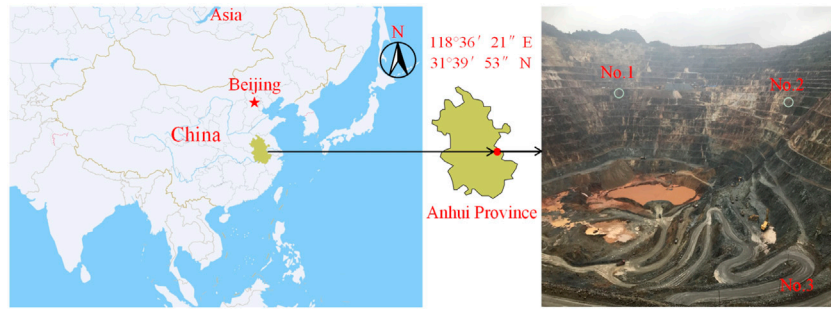 Asia
N
Beijing
China
118°36′ 21″ E
31°39′ 53″ N
Anhui Province
No.1
No.2
No.3